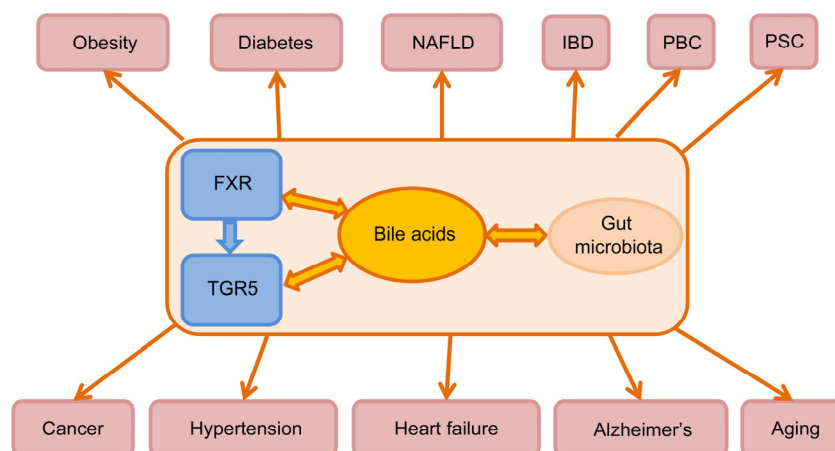 Obesity
Diabetes
NAFLD
IBD
PBC
PSC
FXR
TGR5
Bile acids
Gut
microbiota
Cancer
Hypertension
Heart failure
Alzheimer’s
Aging